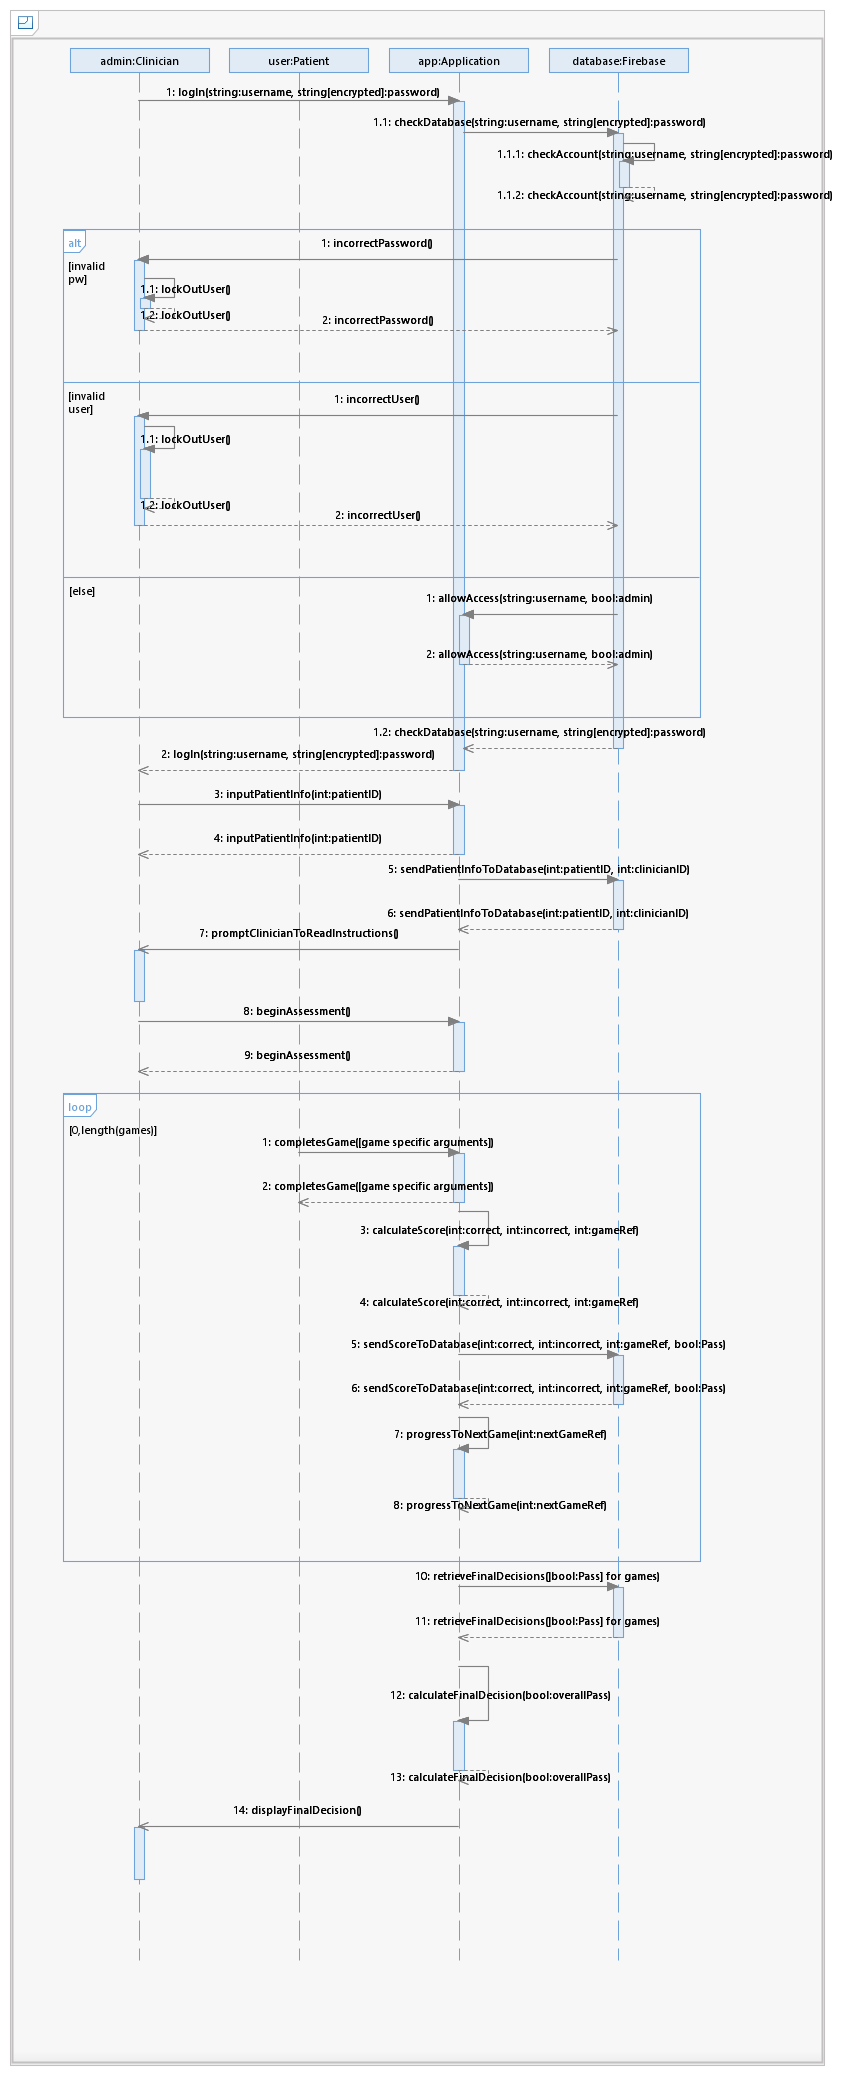 admin:Clinician
user:Patient
app:Application
database:Firebase
1: logIn(string:username, string[encrypted]:password)
1.1: checkDatabase(string:username, string[encrypted]:password)
1.1.1: checkAccount(string:username, string[encrypted]:password)
1.1.2: checkAccount(string:username, string[encrypted]:password)
alt
1: incorrectPassword()
[invalid
pw]
1.1: lockOutUser()
1.2: lockOutUser()
2: incorrectPassword()
[invalid
user]
1: incorrectUser()
1.1: lockOutUser()
1.2: lockOutUser()
2: incorrectUser()
[else]
1: allowAccess(string:username, bool:admin)
2: allowAccess(string:username, bool:admin)
1.2: checkDatabase(string:username, string[encrypted]:password)
2: logIn(string:username, string[encrypted]:password)
3: inputPatientInfo(int:patientID)
4: inputPatientInfo(int:patientID)
5: sendPatientInfoToDatabase(int:patientID, int:clinicianID)
6: sendPatientInfoToDatabase(int:patientID, int:clinicianID)
7: promptClinicianToReadInstructions()
8: beginAssessment()
9: beginAssessment()
loop
[0,length(games)]
1: completesGame([game specific arguments])
2: completesGame([game specific arguments])
3: calculateScore(int:correct, int:incorrect, int:gameRef)
4: calculateScore(int:correct, int:incorrect, int:gameRef)
5: sendScoreToDatabase(int:correct, int:incorrect, int:gameRef, bool:Pass)
6: sendScoreToDatabase(int:correct, int:incorrect, int:gameRef, bool:Pass)
7: progressToNextGame(int:nextGameRef)
8: progressToNextGame(int:nextGameRef)
10: retrieveFinalDecisions([bool:Pass] for games)
11: retrieveFinalDecisions([bool:Pass] for games)
12: calculateFinalDecision(bool:overallPass)
13: calculateFinalDecision(bool:overallPass)
14: displayFinalDecision()